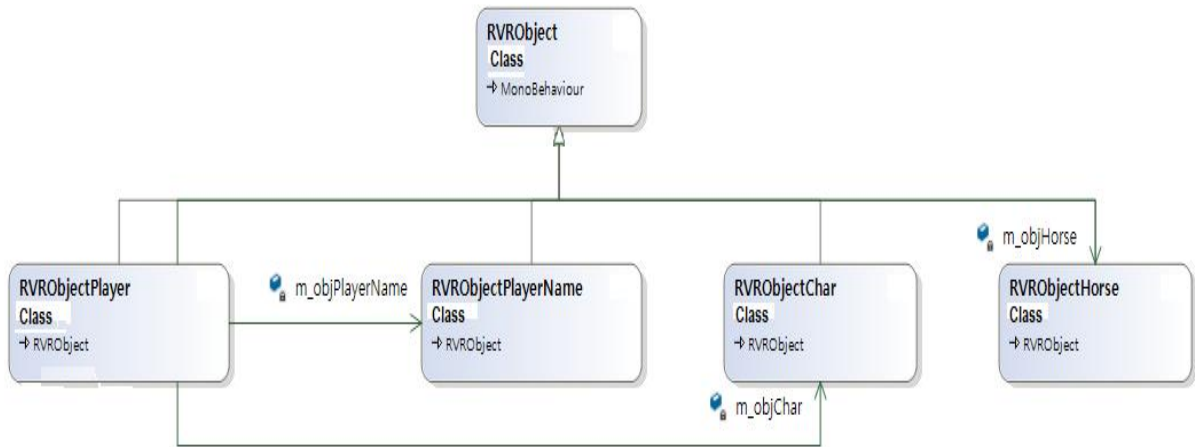 RVRObject
Class
MonoBehaviour
m_objHorse
RVRObjectPlayer
Class
RVRObject
m_objPlayerName
RVRObjectPlayerName
Class
RVRObject
RVRObjectChar
Class
RVRObject
RVRObjectHorse
Class
RVRObject
m_objChar